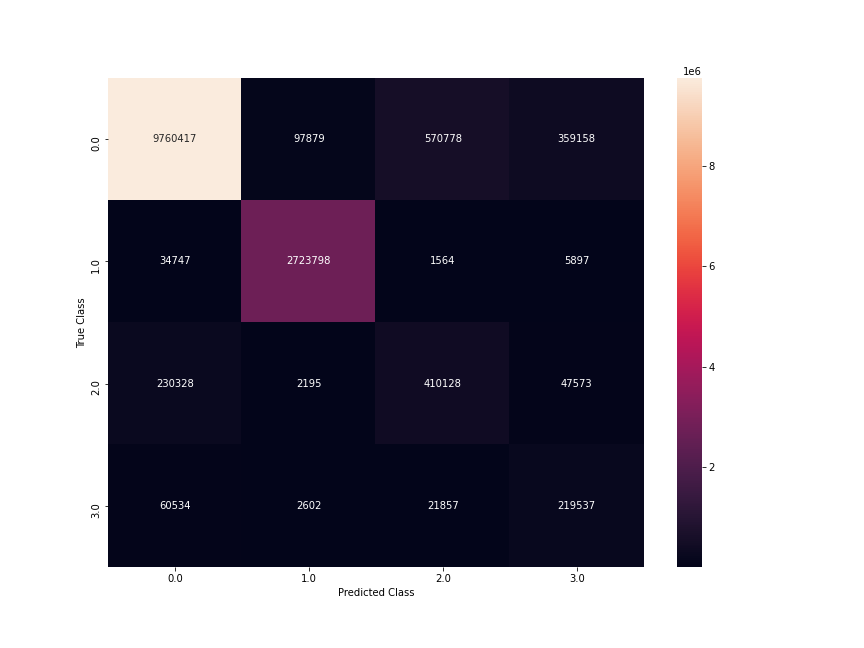 1e6
0.0 9760417 97879 570778 359158
8
1.0 34747 2723798 1564 5897
6
True Class
4
2.0 230328 2195 410128 47573
2
3.0 60534 2602 21857 219537
0.0 1.0 2.0 3.0
Predicted Class